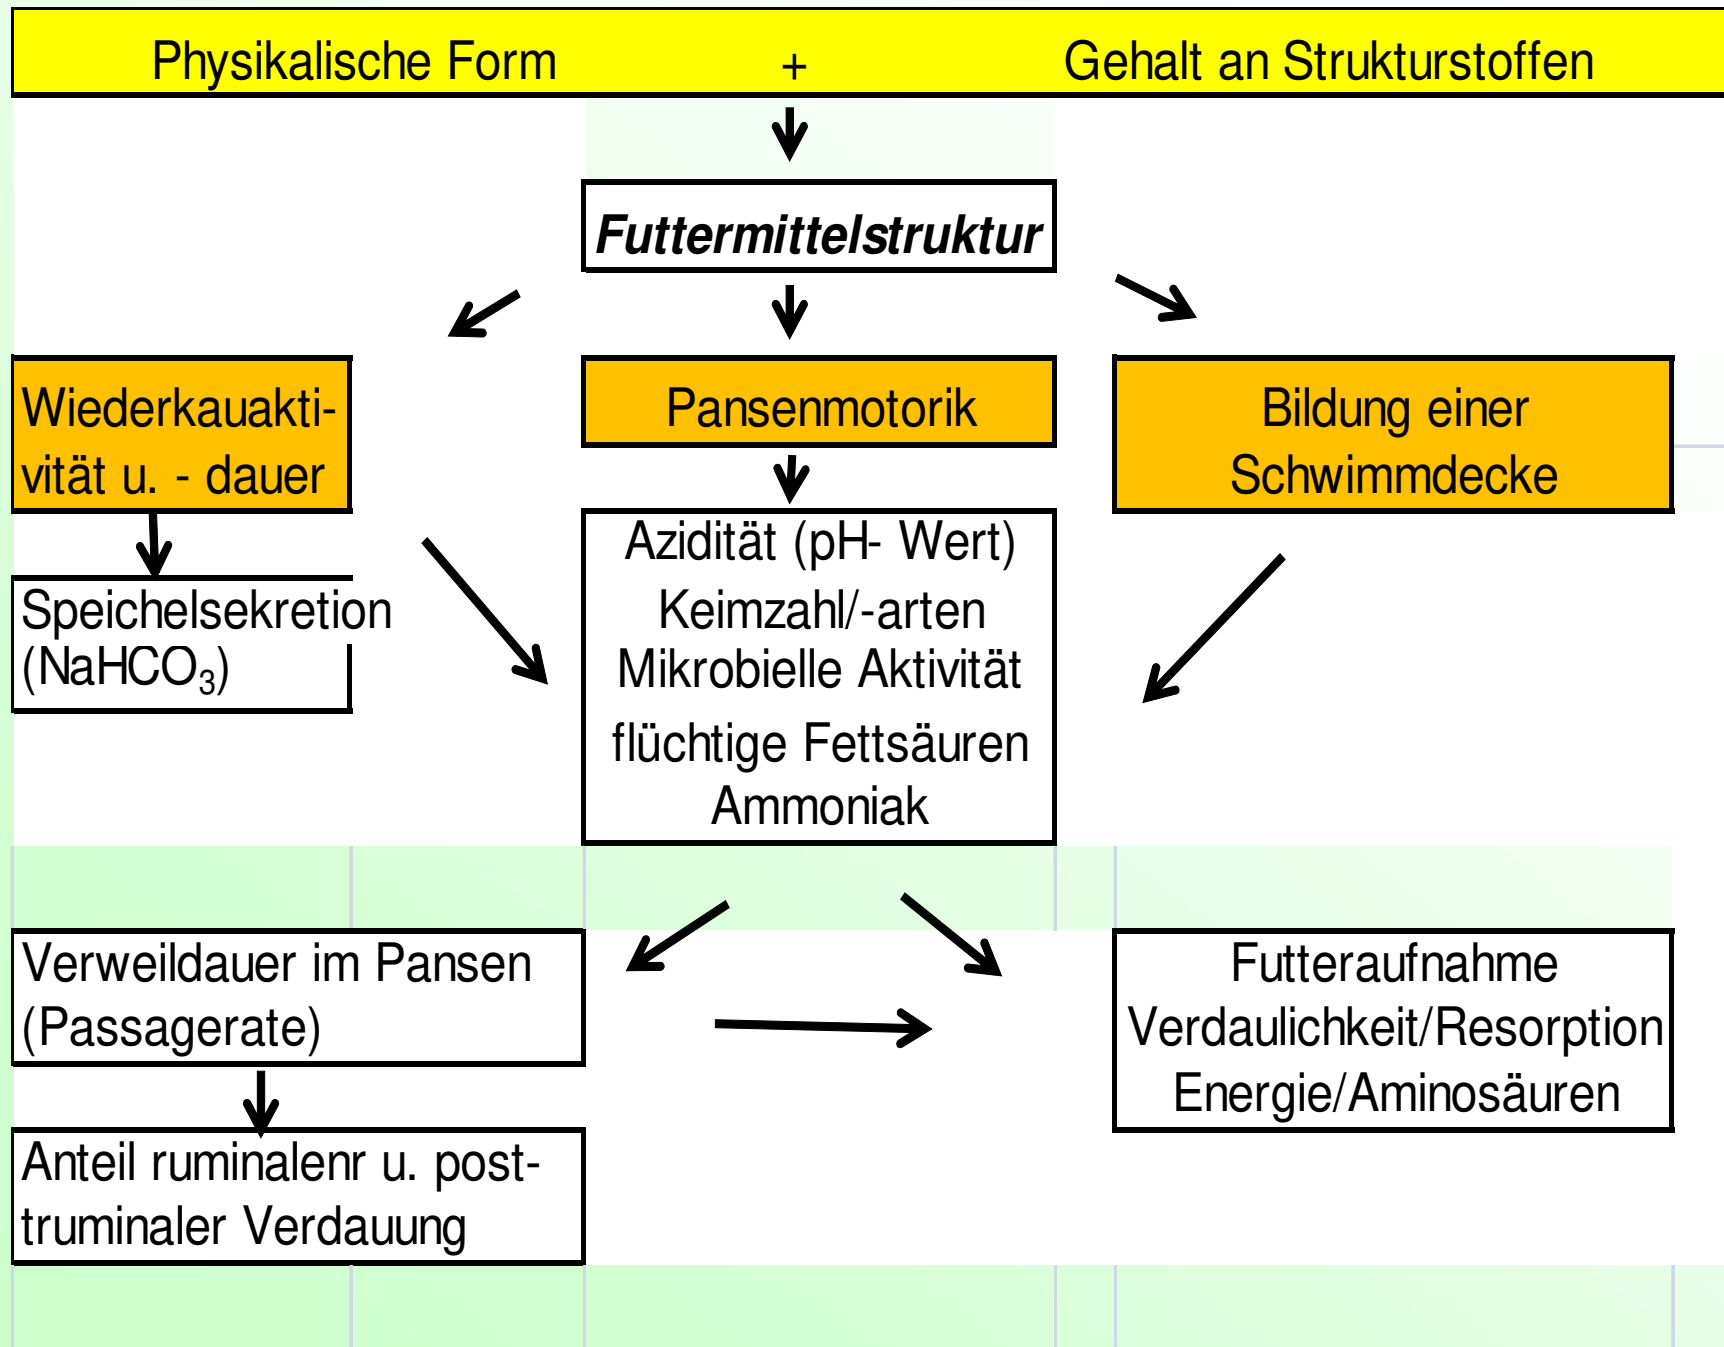 Physikalische Form + Gehalt an Strukturstoffen
Futtermittelstruktur
Wiederkauakti-
vität u. - dauer
Pansenmotorik
Bildung einer
Schwimmdecke
Speichelsekretion
(NaHCO₃)
Azidität (pH- Wert)
Keimzahl/-arten
Mikrobielle Aktivität
flüchtige Fettsäuren
Ammoniak
Verweildauer im Pansen
(Passagerate)
Futteraufnahme
Verdaulichkeit/Resorption
Energie/Aminosäuren
Anteil ruminalenr u. post-
truminaler Verdauung